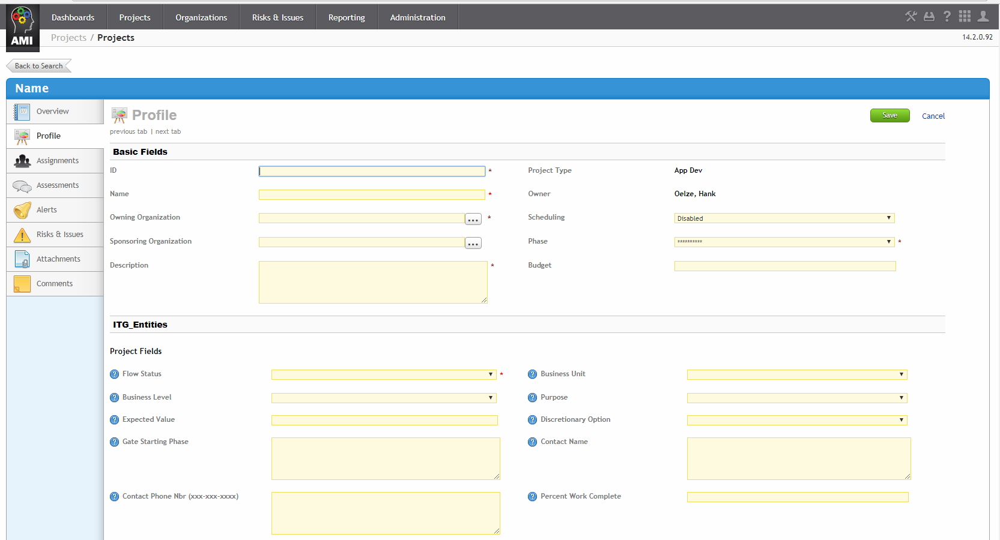 Dashboards Projects Organizations Risks & Issues Reporting Administration
AMI
Projects / Projects
14.2.0.92
Back to Search
Name
Overview
Profile
Assignments
Assessments
Alerts
Risks & Issues
Attachments
Comments
Profile
Save Cancel
previous tab | next tab
Basic Fields
ID * Project Type App Dev
Name * Owner Oelze, Hank
Owning Organization ... * Scheduling Disabled
Sponsoring Organization ... Phase ********** *
Description * Budget
ITG_Entities
Project Fields
? Flow Status * ? Business Unit
? Business Level ? Purpose
? Expected Value ? Discretionary Option
? Gate Starting Phase ? Contact Name
? Contact Phone Nbr (xxx-xxx-xxxx) ? Percent Work Complete